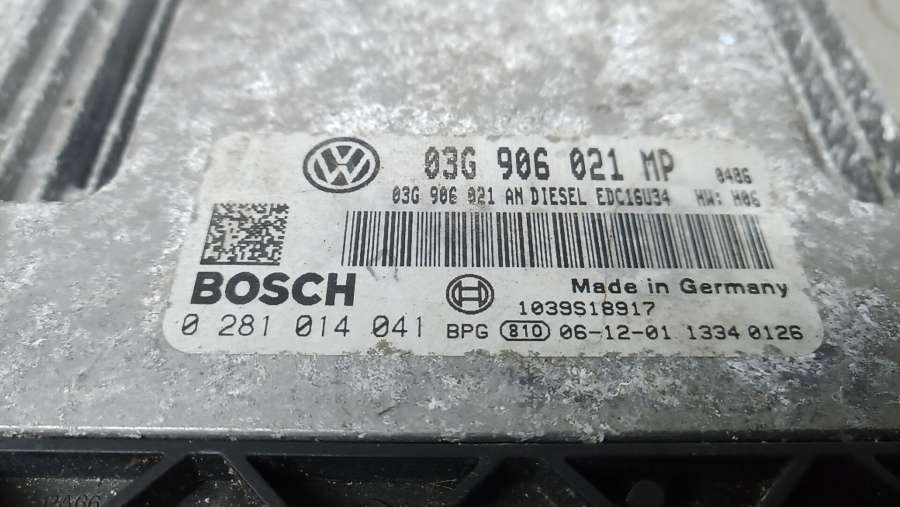 03G 906 021 MP 0486
03G 906 021 AN DIESEL EDC16U34 HW: H06
BOSCH
Made in Germany
1039S18917
0 281 014 041 BPG 810 06-12-01 1334 0126